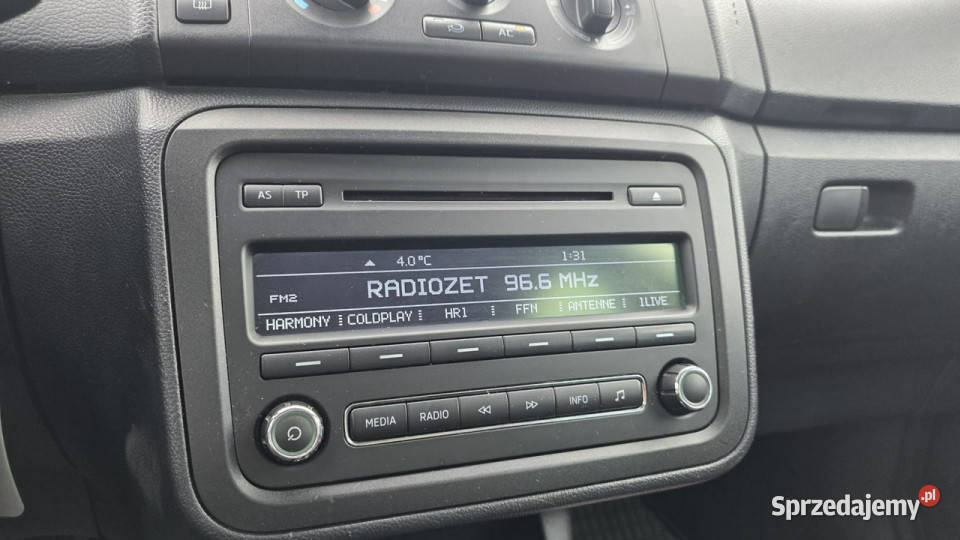 AC
AS TP
4.0°C 1:31
RADIOZET 96.6 MHz
FM2
HARMONY COLDPLAY HR1 FFN ANTENNE 1LIVE
MEDIA RADIO INFO
Sprzedajemy.pl